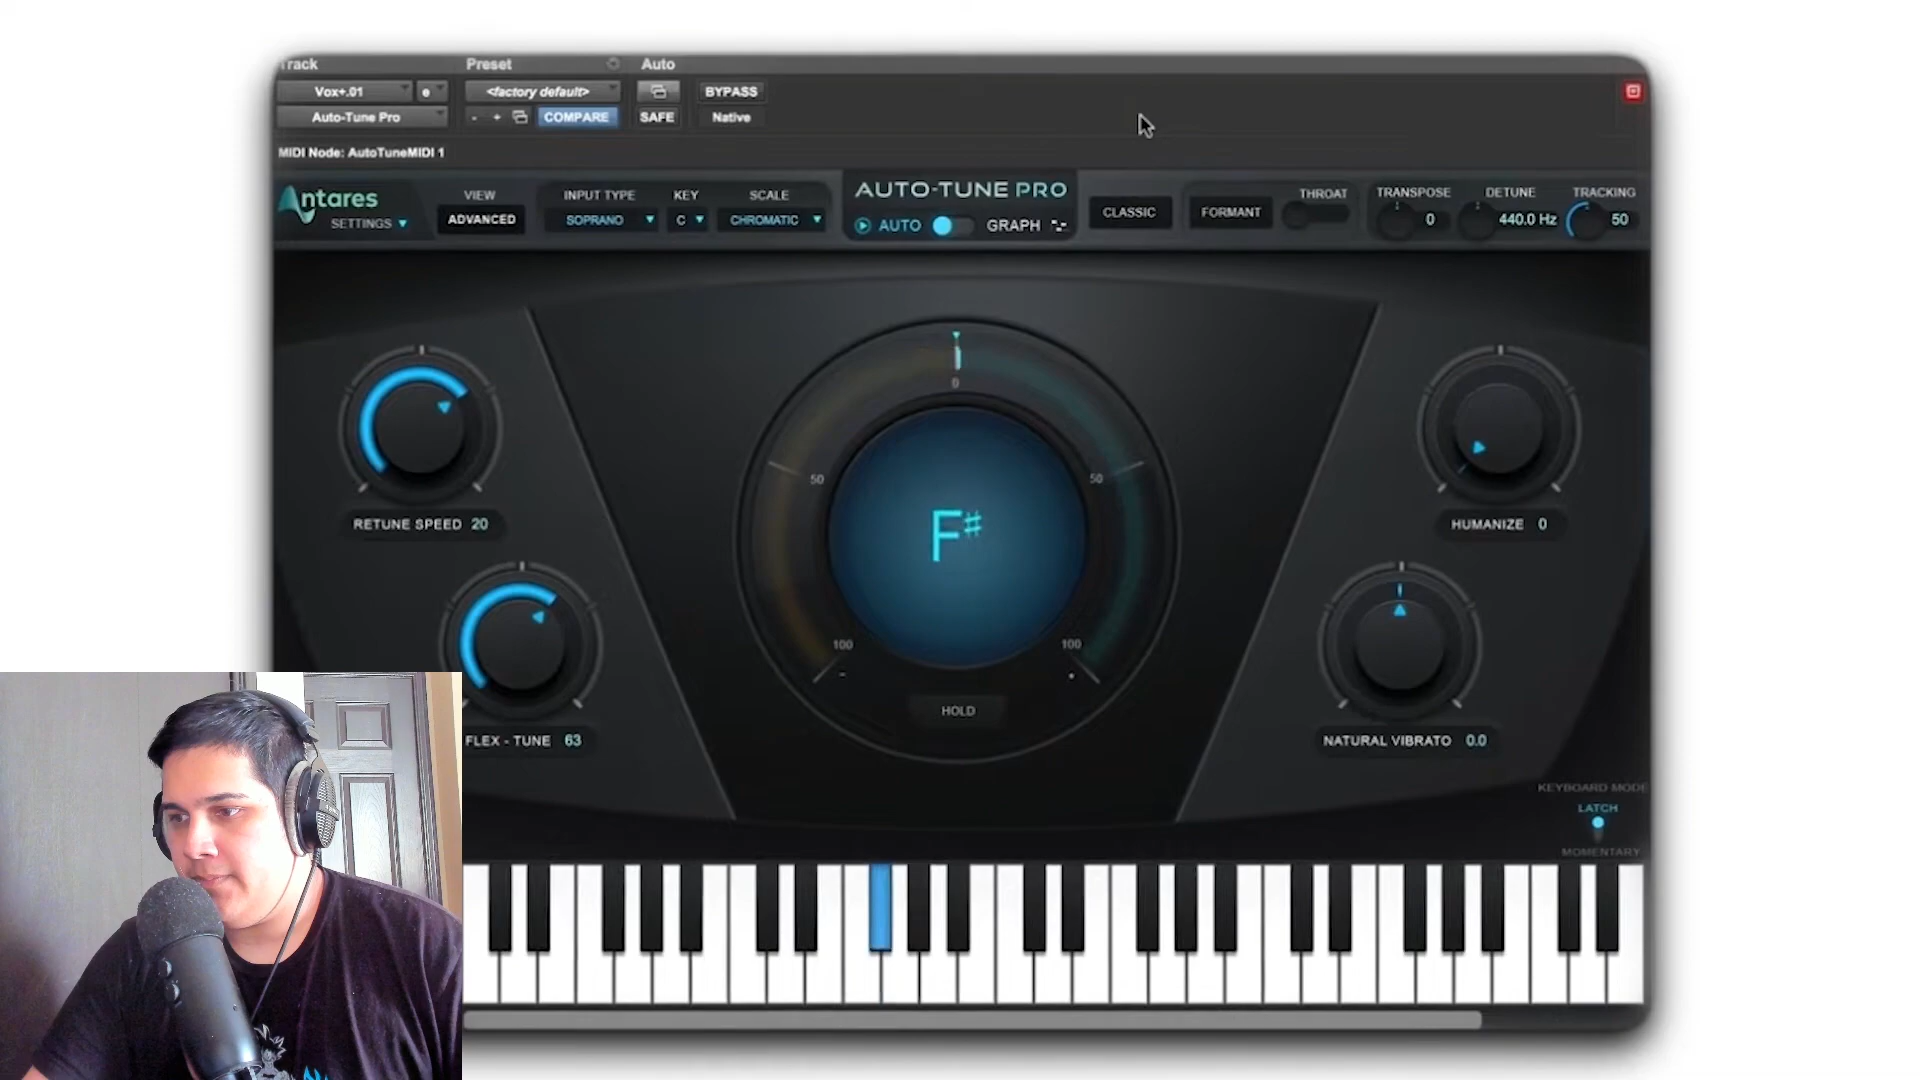 Track
Preset
Auto
Vox+.01
e
<factory default>
BYPASS
Auto-Tune Pro
- +
COMPARE
SAFE
Native
MIDI Node: AutoTuneMIDI 1
Antares
SETTINGS
VIEW
ADVANCED
INPUT TYPE
SOPRANO
KEY
C
SCALE
CHROMATIC
AUTO-TUNE PRO
AUTO
GRAPH
CLASSIC
FORMANT
THROAT
TRANSPOSE
0
DETUNE
440.0 Hz
TRACKING
50
0
50
50
100
100
-
F#
HOLD
RETUNE SPEED 20
FLEX - TUNE 63
HUMANIZE 0
NATURAL VIBRATO 0.0
KEYBOARD MODE
LATCH
MOMENTARY